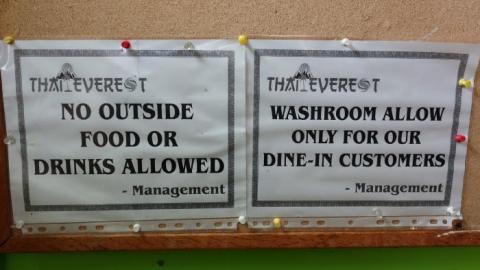 THAI EVEREST
NO OUTSIDE
FOOD OR
DRINKS ALLOWED
- Management
THAI EVEREST
WASHROOM ALLOW
ONLY FOR OUR
DINE-IN CUSTOMERS
- Management